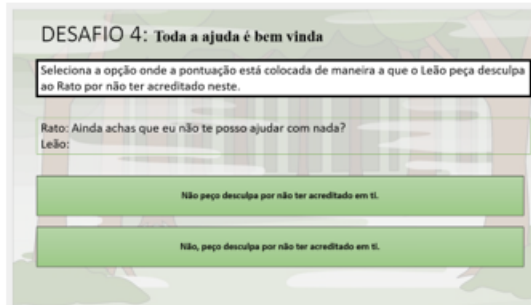 DESAFIO 4: Toda a ajuda é bem vinda
Seleciona a opção onde a pontuação está colocada de maneira a que o Leão peça desculpa
ao Rato por não ter acreditado neste.
Rato: Ainda achas que eu não te posso ajudar com nada?
Leão:
Não peço desculpa por não ter acreditado em ti.
Não, peço desculpa por não ter acreditado em ti.